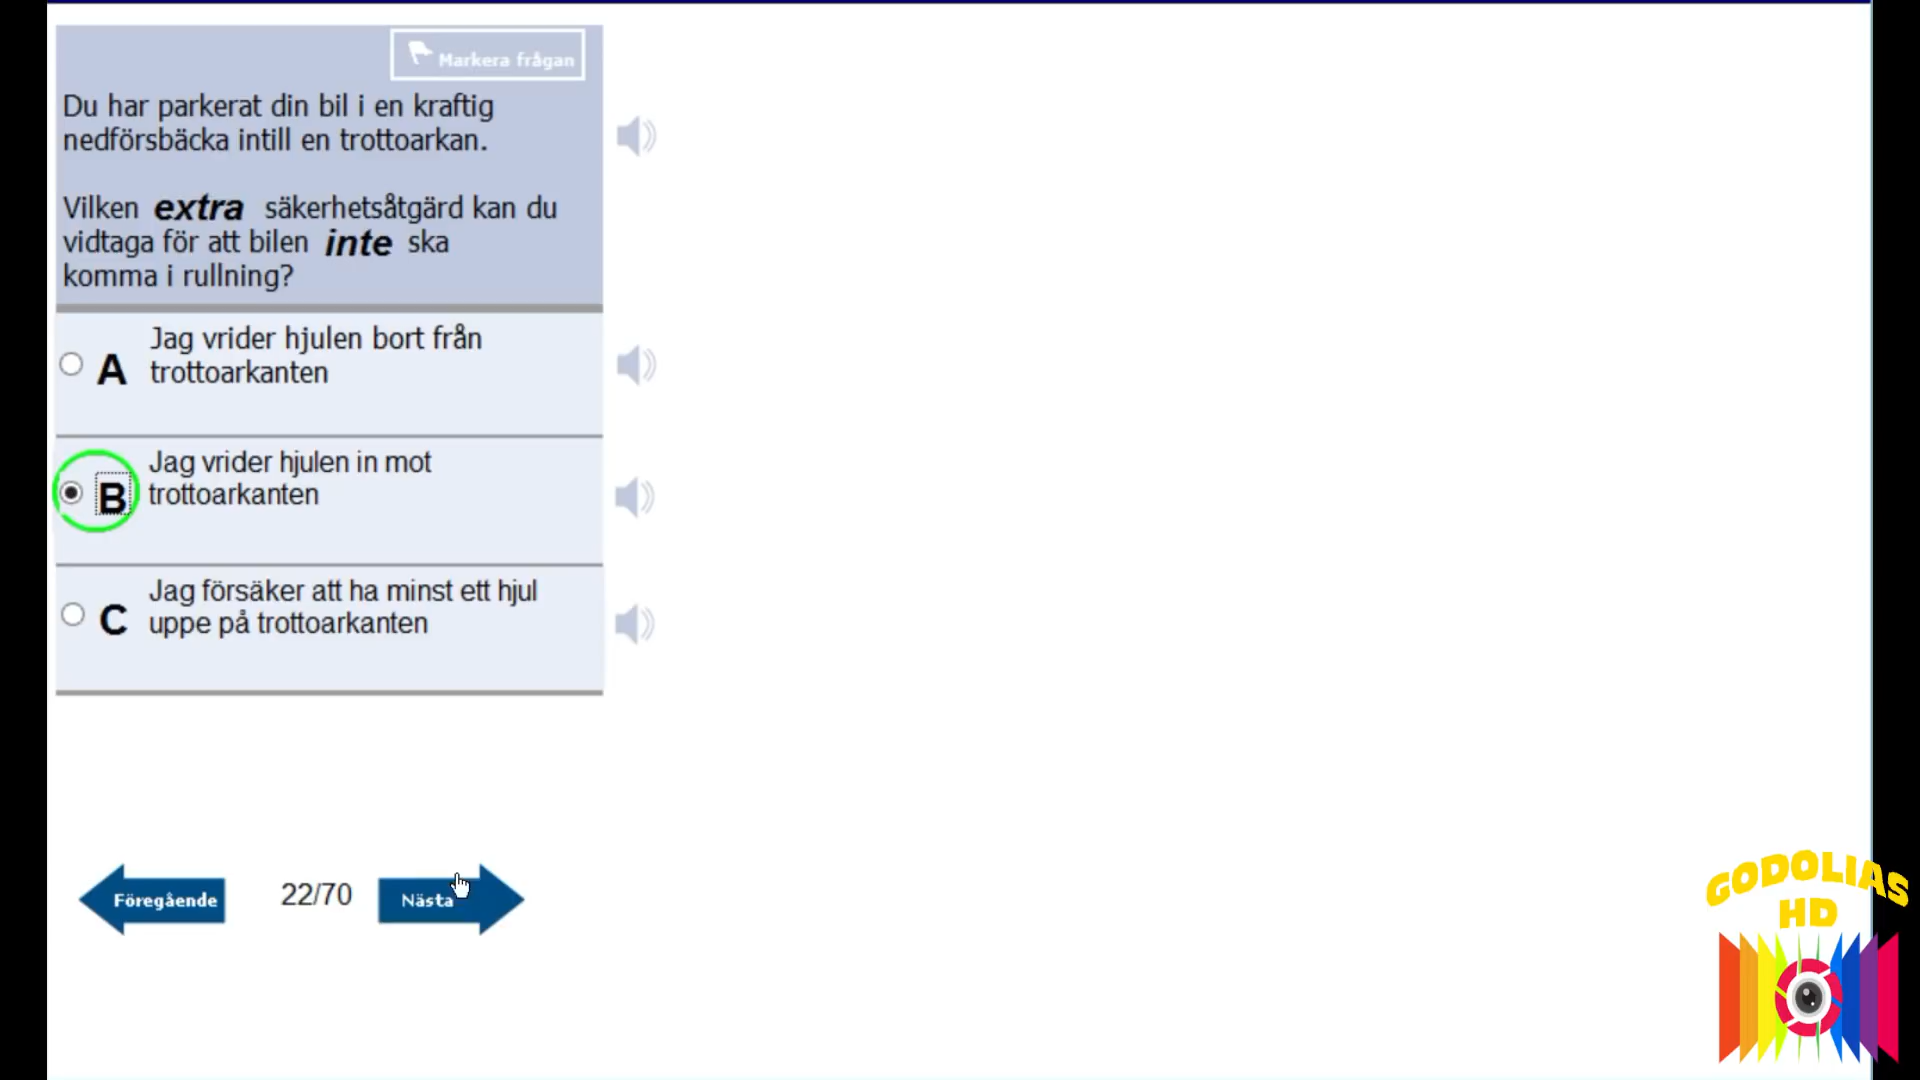 Markera frågan
Du har parkerat din bil i en kraftig
nedförsbäcka intill en trottoarkan.
Vilken extra säkerhetsåtgärd kan du
vidtaga för att bilen inte ska
komma i rullning?
A Jag vrider hjulen bort från
trottoarkanten
B Jag vrider hjulen in mot
trottoarkanten
C Jag försäker att ha minst ett hjul
uppe på trottoarkanten
Föregående 22/70 Nästa
GODOLIAS
HD